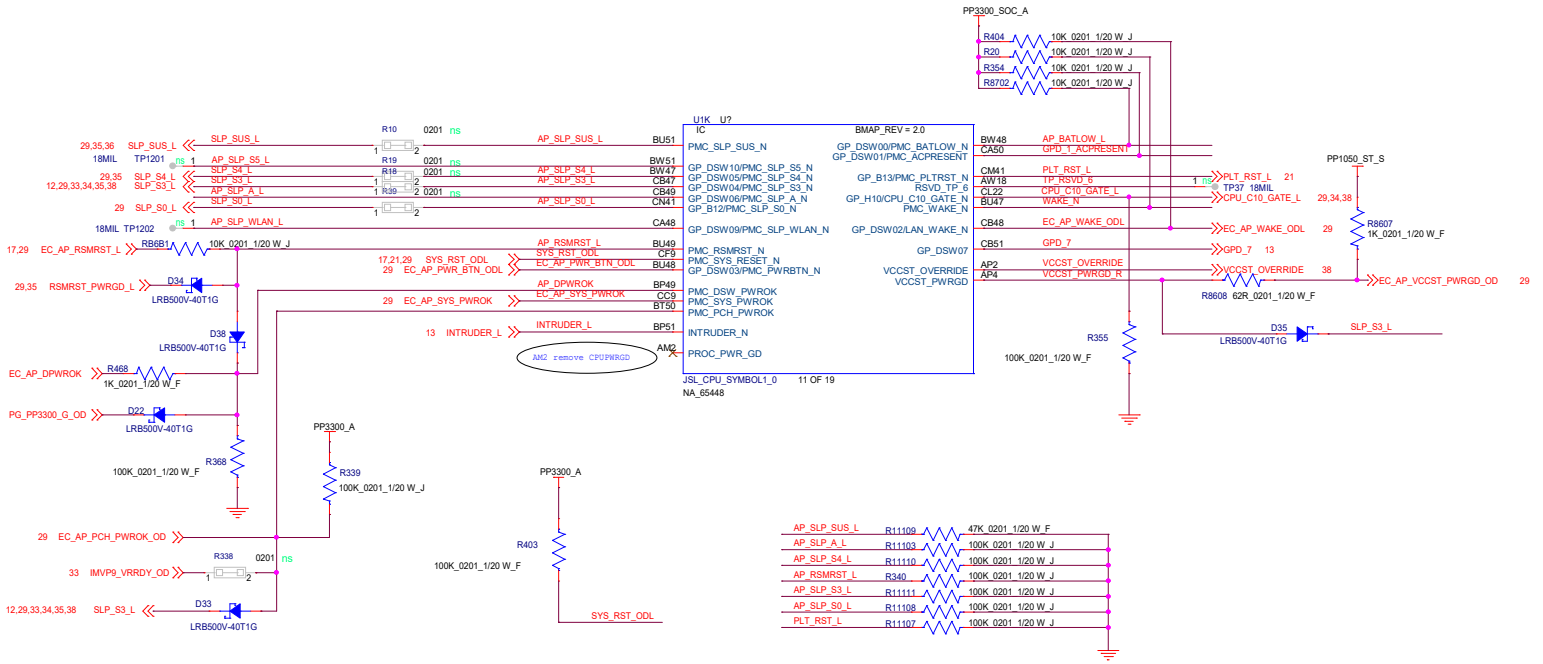 PP3300_SOC_A
R404 10K_0201_1/20 W_J
R20 10K_0201_1/20 W_J
R354 10K_0201_1/20 W_J
R8702 10K_0201_1/20 W_J
U1K U?
IC BMAP_REV = 2.0
29,35,36 SLP_SUS_L SLP_SUS_L R10 0201 ns 1 2 AP_SLP_SUS_L BU51 PMC_SLP_SUS_N
18MIL TP1201 ns 1 AP_SLP_S5_L R19 0201 ns BW51 GP_DSW10/PMC_SLP_S5_N
29,35 SLP_S4_L SLP_S4_L R18 1 2 AP_SLP_S4_L BW47 GP_DSW05/PMC_SLP_S4_N
12,29,33,34,35,38 SLP_S3_L SLP_S3_L 1 2 AP_SLP_S3_L CB47 GP_DSW04/PMC_SLP_S3_N
AP_SLP_A_L R39 0201 ns CB49 GP_DSW06/PMC_SLP_A_N
29 SLP_S0_L SLP_S0_L 1 2 AP_SLP_S0_L CN41 GP_B12/PMC_SLP_S0_N
18MIL TP1202 ns 1 AP_SLP_WLAN_L CA48 GP_DSW09/PMC_SLP_WLAN_N
17,29 EC_AP_RSMRST_L RB6B1 10K_0201_1/20 W_J AP_RSMRST_L BU49 PMC_RSMRST_N
17,21,29 SYS_RST_ODL SYS_RST_ODL CF9 PMC_SYS_RESET_N
29 EC_AP_PWR_BTN_ODL EC_AP_PWR_BTN_ODL BU48 GP_DSW03/PMC_PWRBTN_N
29,35 RSMRST_PWRGD_L D34 LRB500V-40T1G
AP_DPWROK BP49 PMC_DSW_PWROK
29 EC_AP_SYS_PWROK EC_AP_SYS_PWROK CC9 PMC_SYS_PWROK
BT50 PMC_PCH_PWROK
13 INTRUDER_L INTRUDER_L BP51 INTRUDER_N
AM2 remove CPUPWRGD AM2 PROC_PWR_GD
JSL_CPU_SYMBOL1_0 11 OF 19
NA_65448
GP_DSW00/PMC_BATLOW_N BW48 AP_BATLOW_L
GP_DSW01/PMC_ACPRESENT CA50 GPD_1_ACPRESENT
GP_B13/PMC_PLTRST_N CM41 PLT_RST_L PLT_RST_L 21
RSVD_TP_6 AW18 TP_RSVD_6 1 ns TP37 18MIL
GP_H10/CPU_C10_GATE_N CL22 CPU_C10_GATE_L CPU_C10_GATE_L 29,34,38
PMC_WAKE_N BU47 WAKE_N
GP_DSW02/LAN_WAKE_N CB48 EC_AP_WAKE_ODL EC_AP_WAKE_ODL 29
GP_DSW07 CB51 GPD_7 GPD_7 13
VCCST_OVERRIDE AP2 VCCST_OVERRIDE VCCST_OVERRIDE 38
VCCST_PWRGD AP4 VCCST_PWRGD_R R8608 62R_0201_1/20 W_F EC_AP_VCCST_PWRGD_OD 29
PP1050_ST_S
R8607
1K_0201_1/20 W_F
D35 SLP_S3_L
LRB500V-40T1G
R355
100K_0201_1/20 W_F
D38
LRB500V-40T1G
EC_AP_DPWROK R468
1K_0201_1/20 W_F
PG_PP3300_G_OD D22
LRB500V-40T1G
R368
100K_0201_1/20 W_F
PP3300_A
R339
100K_0201_1/20 W_J
29 EC_AP_PCH_PWROK_OD
33 IMVP9_VRRDY_OD R338 0201 ns 1 2
12,29,33,34,35,38 SLP_S3_L D33
LRB500V-40T1G
PP3300_A
R403
100K_0201_1/20 W_F
SYS_RST_ODL
AP_SLP_SUS_L R11109 47K_0201_1/20 W_F
AP_SLP_A_L R11103 100K_0201_1/20 W_J
AP_SLP_S4_L R11110 100K_0201_1/20 W_J
AP_RSMRST_L R340 100K_0201_1/20 W_J
AP_SLP_S3_L R11111 100K_0201_1/20 W_J
AP_SLP_S0_L R11108 100K_0201_1/20 W_J
PLT_RST_L R11107 100K_0201_1/20 W_J